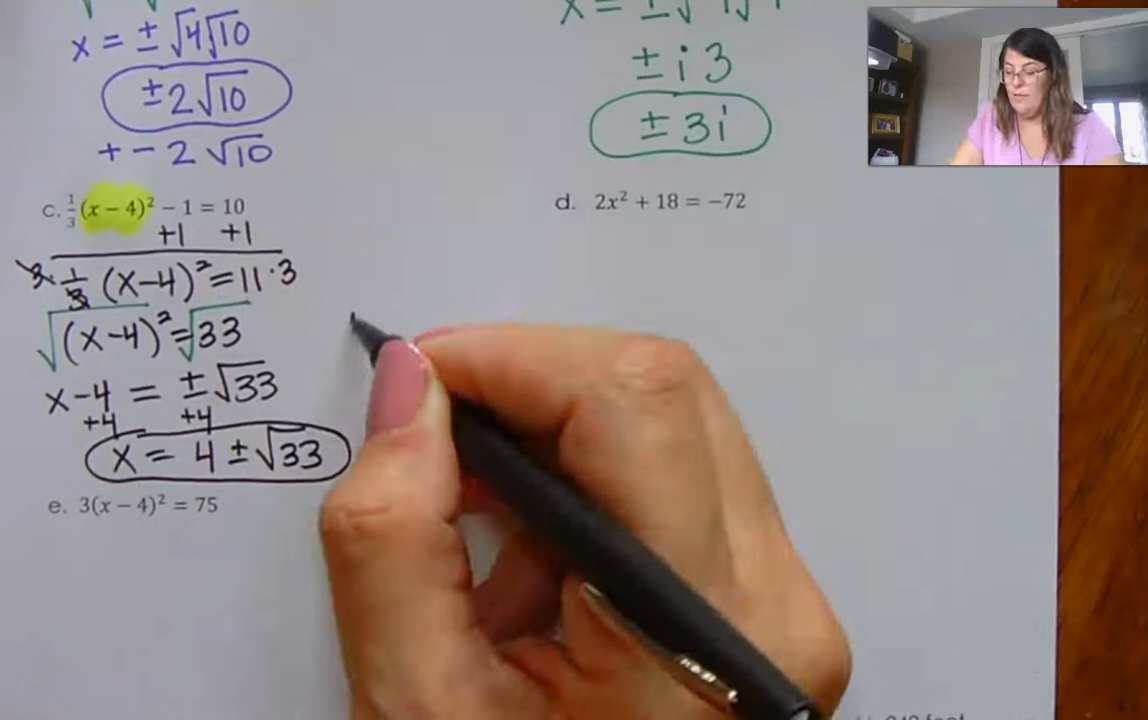 x = ±√4√10
±2√10
+ − 2 √10
x = ±√
± i 3
± 3i
c. 1/3 (x − 4)² − 1 = 10
+1 +1
3 · 1/3 (x−4)² = 11 · 3
√(x−4)² = √33
x−4 = ±√33
+4 +4
x = 4 ± √33
d. 2x² + 18 = −72
e. 3(x − 4)² = 75